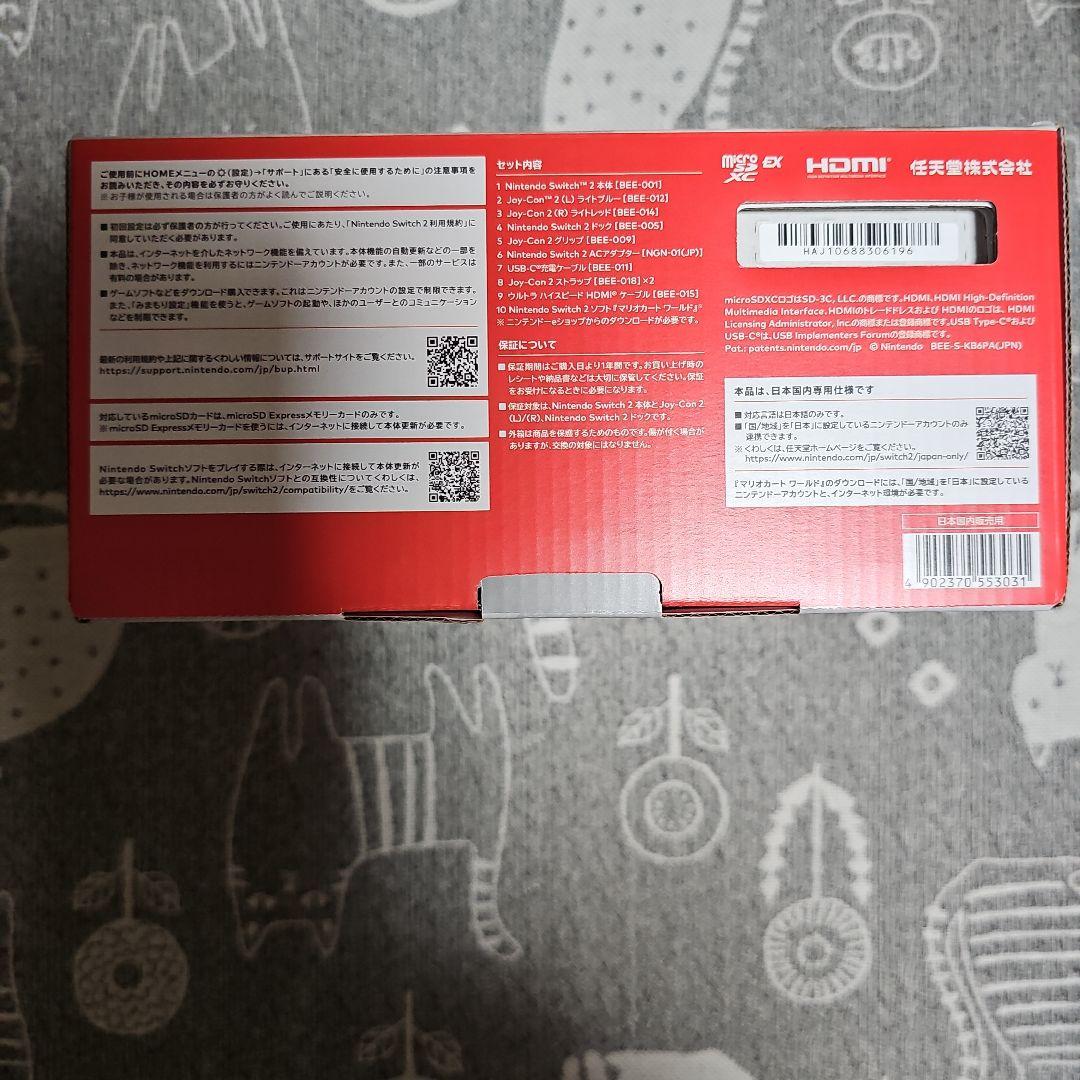 ご使用前にHOMEメニューの(設定)→「サポート」にある「安全に使用するために」の注意事項を
お読みいただき、その内容を必ずお守りください。
※お子様が使用される場合は保護者の方がよく読んでご説明ください。
■初回設定は必ず保護者の方が行ってください。ご使用にあたり、「Nintendo Switch 2利用規約」に
同意していただく必要があります。
■本品は、インターネットを介したネットワーク機能を備えています。本体機能の自動更新などの一部を
除き、ネットワーク機能を利用するにはニンテンドーアカウントが必要です。また、一部のサービスは
有料の場合があります。
■ゲームソフトなどをダウンロード購入できます。これはニンテンドーアカウントの設定で制限できます。
また、「みまもり設定」機能を使うと、ゲームソフトの起動や、ほかのユーザーとのコミュニケーション
などを制限できます。
最新の利用規約や上記に関するくわしい情報については、サポートサイトをご覧ください。
https://support.nintendo.com/jp/bup.html
対応しているmicroSDカードは、microSD Expressメモリーカードのみです。
※microSD Expressメモリーカードを使うには、インターネットに接続して本体更新が必要です。
Nintendo Switchソフトをプレイする際は、インターネットに接続して本体更新が
必要な場合があります。Nintendo Switchソフトとの互換性についてくわしくは、
https://www.nintendo.com/jp/switch2/compatibility/をご覧ください。
セット内容
1 Nintendo Switch™ 2 本体 [BEE-001]
2 Joy-Con™ 2 (L) ライトブルー [BEE-012]
3 Joy-Con 2 (R) ライトレッド [BEE-014]
4 Nintendo Switch 2 ドック [BEE-005]
5 Joy-Con 2 グリップ [BEE-009]
6 Nintendo Switch 2 ACアダプター [NGN-01(JP)]
7 USB-C®充電ケーブル [BEE-011]
8 Joy-Con 2 ストラップ [BEE-018] ×2
9 ウルトラ ハイスピード HDMI® ケーブル [BEE-015]
10 Nintendo Switch 2 ソフト『マリオカート ワールド』※
※ ニンテンドーeショップからのダウンロードが必要です。
保証について
■保証期間はご購入日より1年間です。お買い上げ時の
レシートや納品書などは大切に保管してください。保証
をお受けになるときに必要になります。
■保証対象は、Nintendo Switch 2 本体とJoy-Con 2
(L)/(R)、Nintendo Switch 2 ドックです。
■外箱は商品を保護するためのものです。傷が付く場合が
ありますが、交換の対象にはなりません。
micro SD XC EX
HDMI®
HIGH DEFINITION MULTIMEDIA INTERFACE
任天堂株式会社
HAJ10688306196
microSDXCロゴはSD-3C, LLC.の商標です。HDMI、HDMI High-Definition
Multimedia Interface、HDMIのトレードドレスおよび HDMIのロゴは、HDMI
Licensing Administrator, Inc.の商標または登録商標です。USB Type-C®および
USB-C®は、USB Implementers Forumの登録商標です。
Pat.; patents.nintendo.com/jp © Nintendo BEE-S-KB6PA(JPN)
本品は、日本国内専用仕様です
■対応言語は日本語のみです。
■「国/地域」を「日本」に設定しているニンテンドーアカウントのみ
連携できます。
※くわしくは、任天堂ホームページをご覧ください。
https://www.nintendo.com/jp/switch2/japan-only/
『マリオカート ワールド』のダウンロードには、「国/地域」を「日本」に設定している
ニンテンドーアカウントと、インターネット環境が必要です。
日本国内販売用
4 902370 553031